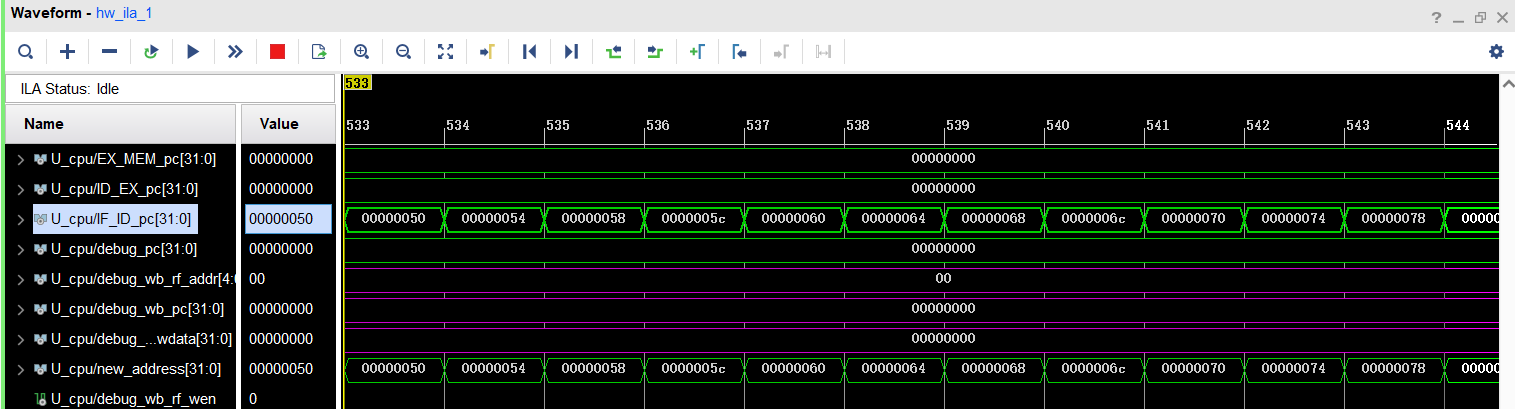 Waveform - hw_ila_1
ILA Status: Idle
533
Name Value
533 534 535 536 537 538 539 540 541 542 543 544
U_cpu/EX_MEM_pc[31:0] 00000000 00000000
U_cpu/ID_EX_pc[31:0] 00000000 00000000
U_cpu/IF_ID_pc[31:0] 00000050 00000050 00000054 00000058 0000005c 00000060 00000064 00000068 0000006c 00000070 00000074 00000078 00000
U_cpu/debug_pc[31:0] 00000000 00000000
U_cpu/debug_wb_rf_addr[4:0 00 00
U_cpu/debug_wb_pc[31:0] 00000000 00000000
U_cpu/debug_...wdata[31:0] 00000000 00000000
U_cpu/new_address[31:0] 00000050 00000050 00000054 00000058 0000005c 00000060 00000064 00000068 0000006c 00000070 00000074 00000078 00000
U_cpu/debug_wb_rf_wen 0